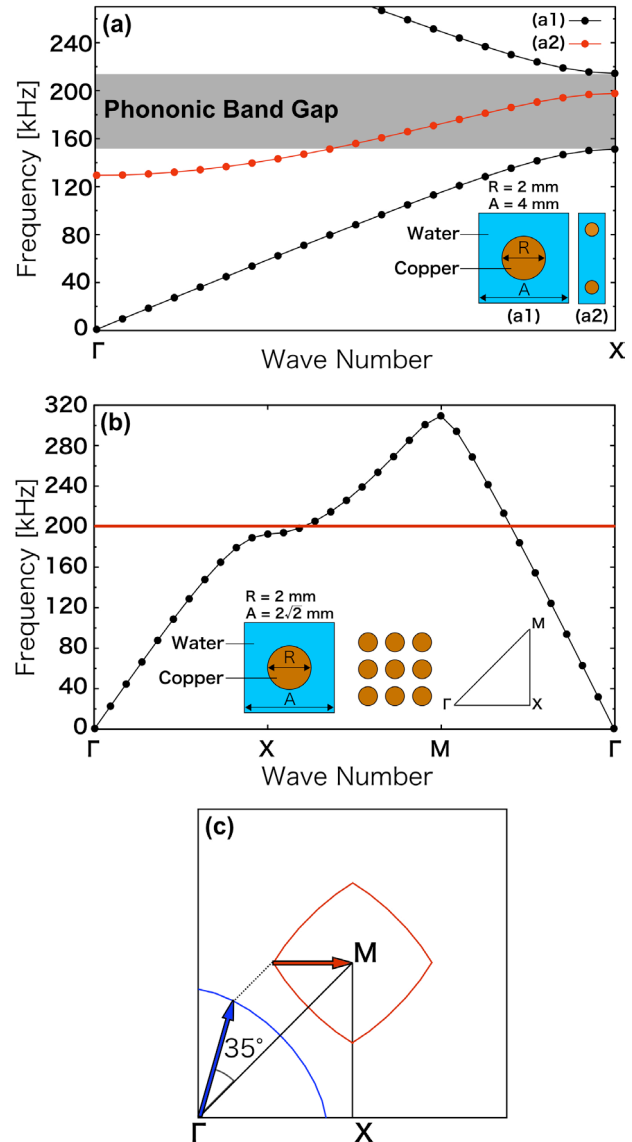 (a)
(a1)
(a2)
Frequency [kHz]
240
200
160
120
80
40
0
Phononic Band Gap
R = 2 mm
A = 4 mm
Water
Copper
R
A
(a1)
(a2)
Γ
X
Wave Number
(b)
Frequency [kHz]
320
280
240
200
160
120
80
40
0
R = 2 mm
A = 2√2 mm
Water
Copper
R
A
M
Γ
X
Γ
X
M
Γ
Wave Number
(c)
M
35°
Γ
X